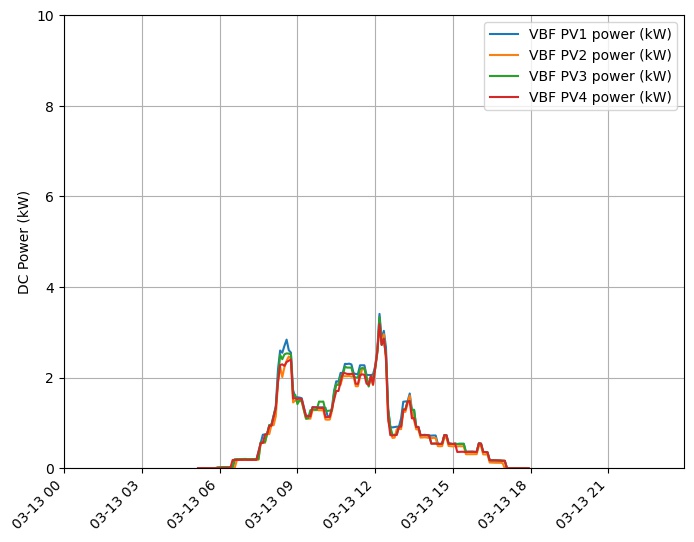 10
8
6
4
2
0
DC Power (kW)
VBF PV1 power (kW)
VBF PV2 power (kW)
VBF PV3 power (kW)
VBF PV4 power (kW)
03-13 00
03-13 03
03-13 06
03-13 09
03-13 12
03-13 15
03-13 18
03-13 21